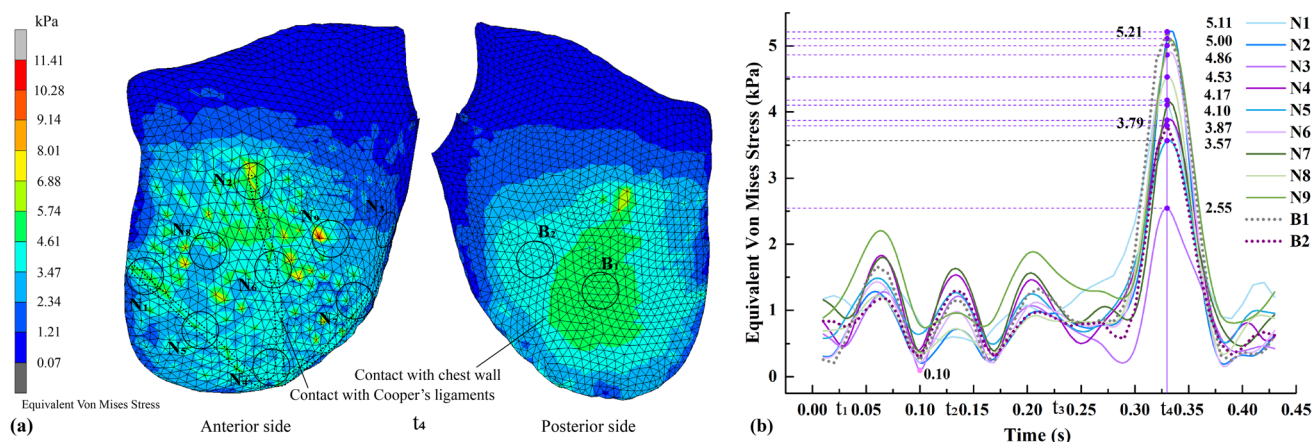 kPa
11.41
10.28
9.14
8.01
6.88
5.74
4.61
3.47
2.34
1.21
0.07
Equivalent Von Mises Stress
(a)
N₂
N₃
N₈
N₉
N₆
N₁
N₅
N₄
N
B₂
B₁
Contact with chest wall
Contact with Cooper's ligaments
Anterior side
t₄
Posterior side
Equivalent Von Mises Stress (kPa)
5
4
3
2
1
0
5.21
3.79
0.10
5.11
5.00
4.86
4.53
4.17
4.10
3.87
3.57
2.55
N1
N2
N3
N4
N5
N6
N7
N8
N9
B1
B2
0.00 t₁ 0.05 0.10 t₂ 0.15 0.20 t₃ 0.25 0.30 t₄ 0.35 0.40 0.45
(b)
Time (s)